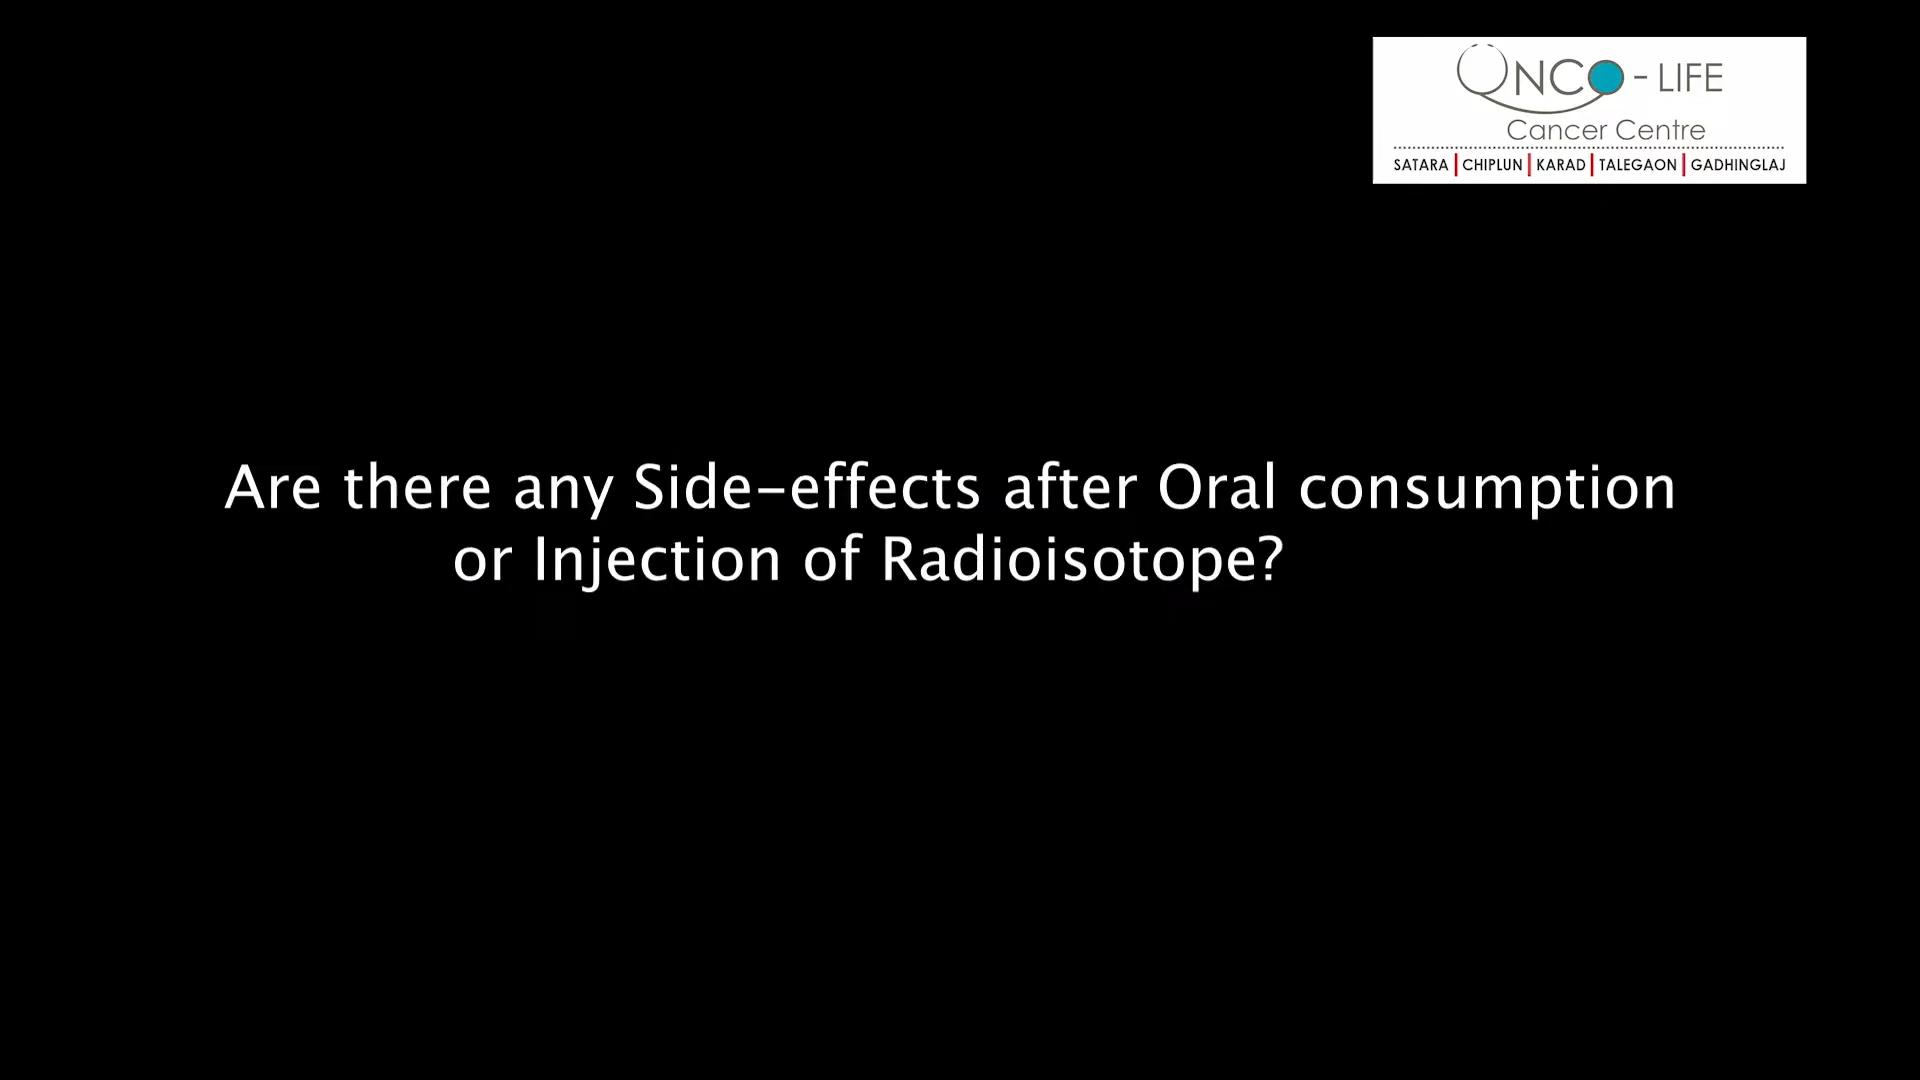 ONCO - LIFE
Cancer Centre
SATARA | CHIPLUN | KARAD | TALEGAON | GADHINGLAJ
Are there any Side-effects after Oral consumption
or Injection of Radioisotope?